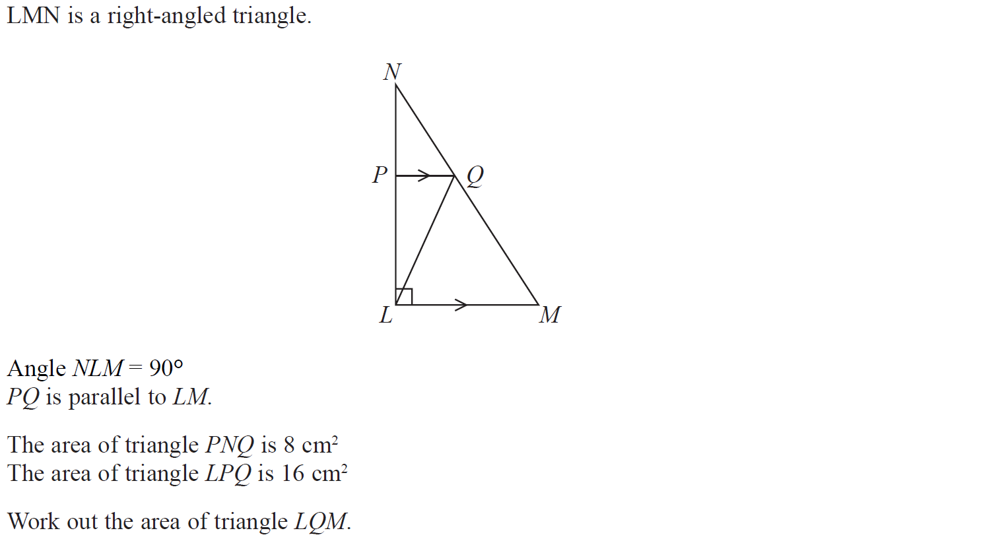 LMN is a right-angled triangle.
N
P
Q
L
M
Angle NLM = 90°
PQ is parallel to LM.
The area of triangle PNQ is 8 cm²
The area of triangle LPQ is 16 cm²
Work out the area of triangle LQM.